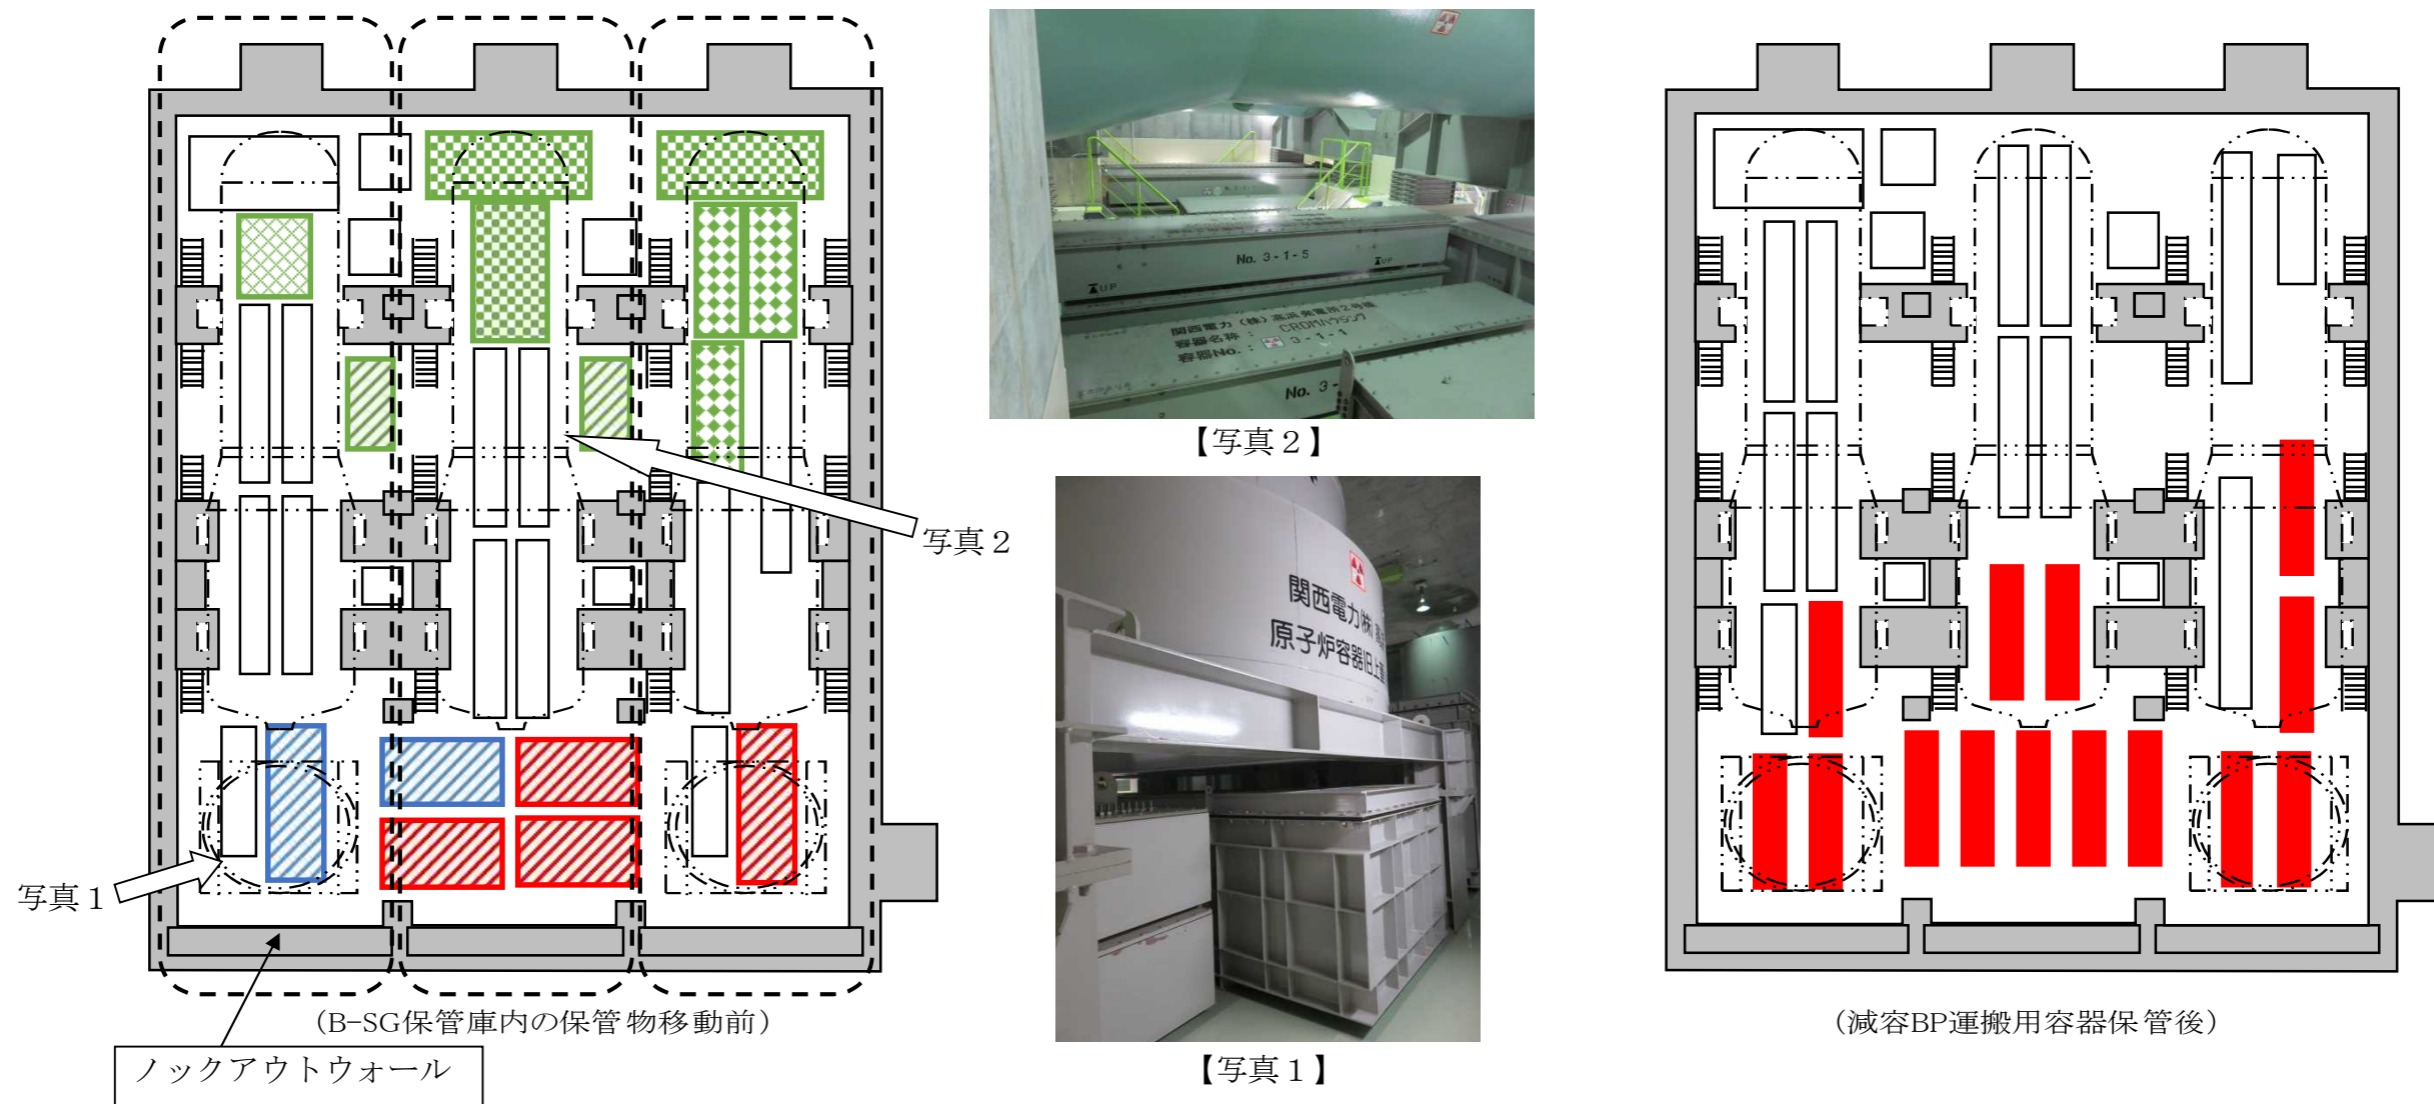 No. 3-1-5
UP
UP
関西電力（株）高浜発電所2号機
容器名称： CRDMハウジング
容器No.： 3-1-1
No. 3-
【写真２】
写真２
関西電力(株)
原子炉容器旧上蓋
写真１
（B-SG保管庫内の保管物移動前）
（減容BP運搬用容器保管後）
ノックアウトウォール
【写真１】